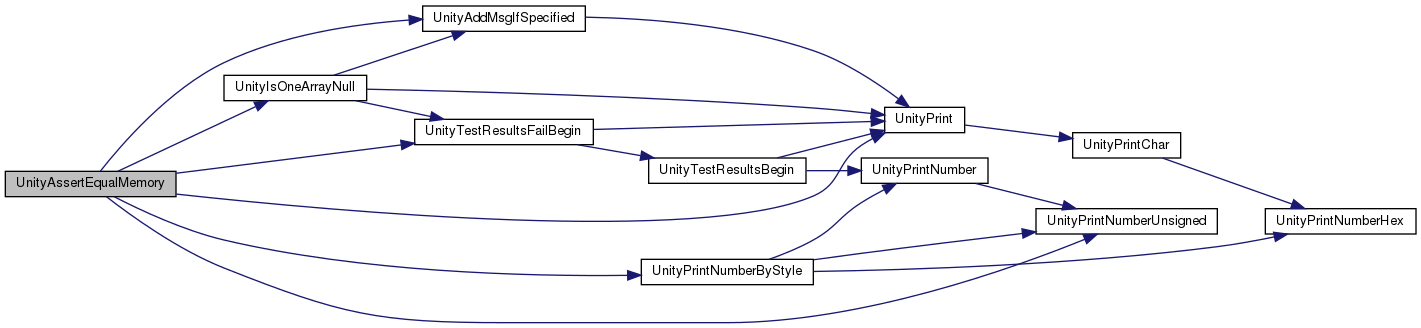 UnityAddMsgIfSpecified
UnityIsOneArrayNull
UnityPrint
UnityTestResultsFailBegin
UnityPrintChar
UnityTestResultsBegin
UnityPrintNumber
UnityAssertEqualMemory
UnityPrintNumberUnsigned
UnityPrintNumberHex
UnityPrintNumberByStyle